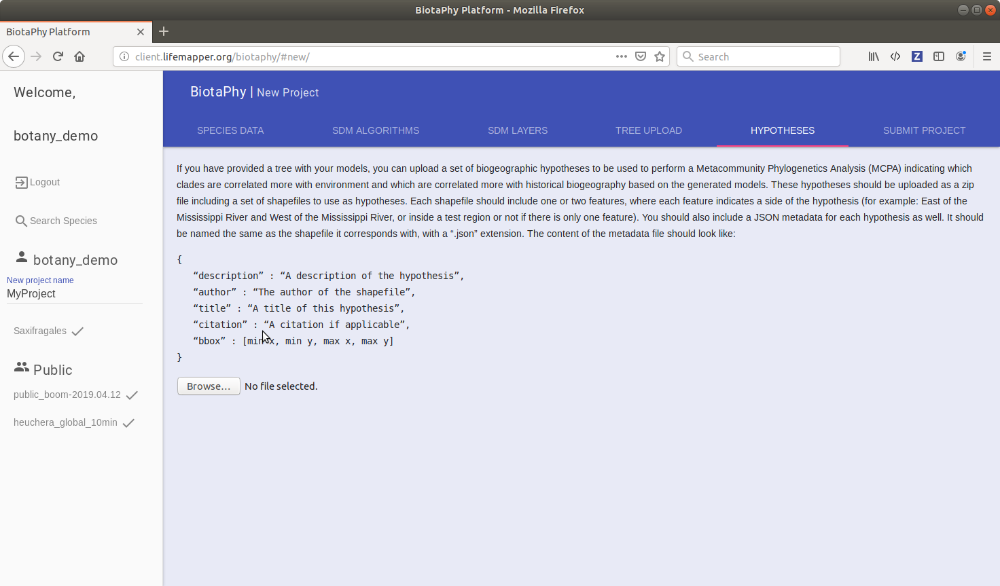 BiotaPhy Platform - Mozilla Firefox
BiotaPhy Platform
client.lifemapper.org/biotaphy/#new/
Search
Welcome,
botany_demo
Logout
Search Species
botany_demo
New project name
MyProject
Saxifragales
Public
public_boom-2019.04.12
heuchera_global_10min
BiotaPhy | New Project
SPECIES DATA
SDM ALGORITHMS
SDM LAYERS
TREE UPLOAD
HYPOTHESES
SUBMIT PROJECT
If you have provided a tree with your models, you can upload a set of biogeographic hypotheses to be used to perform a Metacommunity Phylogenetics Analysis (MCPA) indicating which
clades are correlated more with environment and which are correlated more with historical biogeography based on the generated models. These hypotheses should be uploaded as a zip
file including a set of shapefiles to use as hypotheses. Each shapefile should include one or two features, where each feature indicates a side of the hypothesis (for example: East of the
Mississippi River and West of the Mississippi River, or inside a test region or not if there is only one feature). You should also include a JSON metadata for each hypothesis as well. It should
be named the same as the shapefile it corresponds with, with a “.json” extension. The content of the metadata file should look like:
{
“description” : “A description of the hypothesis”,
“author” : “The author of the shapefile”,
“title” : “A title of this hypothesis”,
“citation” : “A citation if applicable”,
“bbox” : [min x, min y, max x, max y]
}
Browse... No file selected.